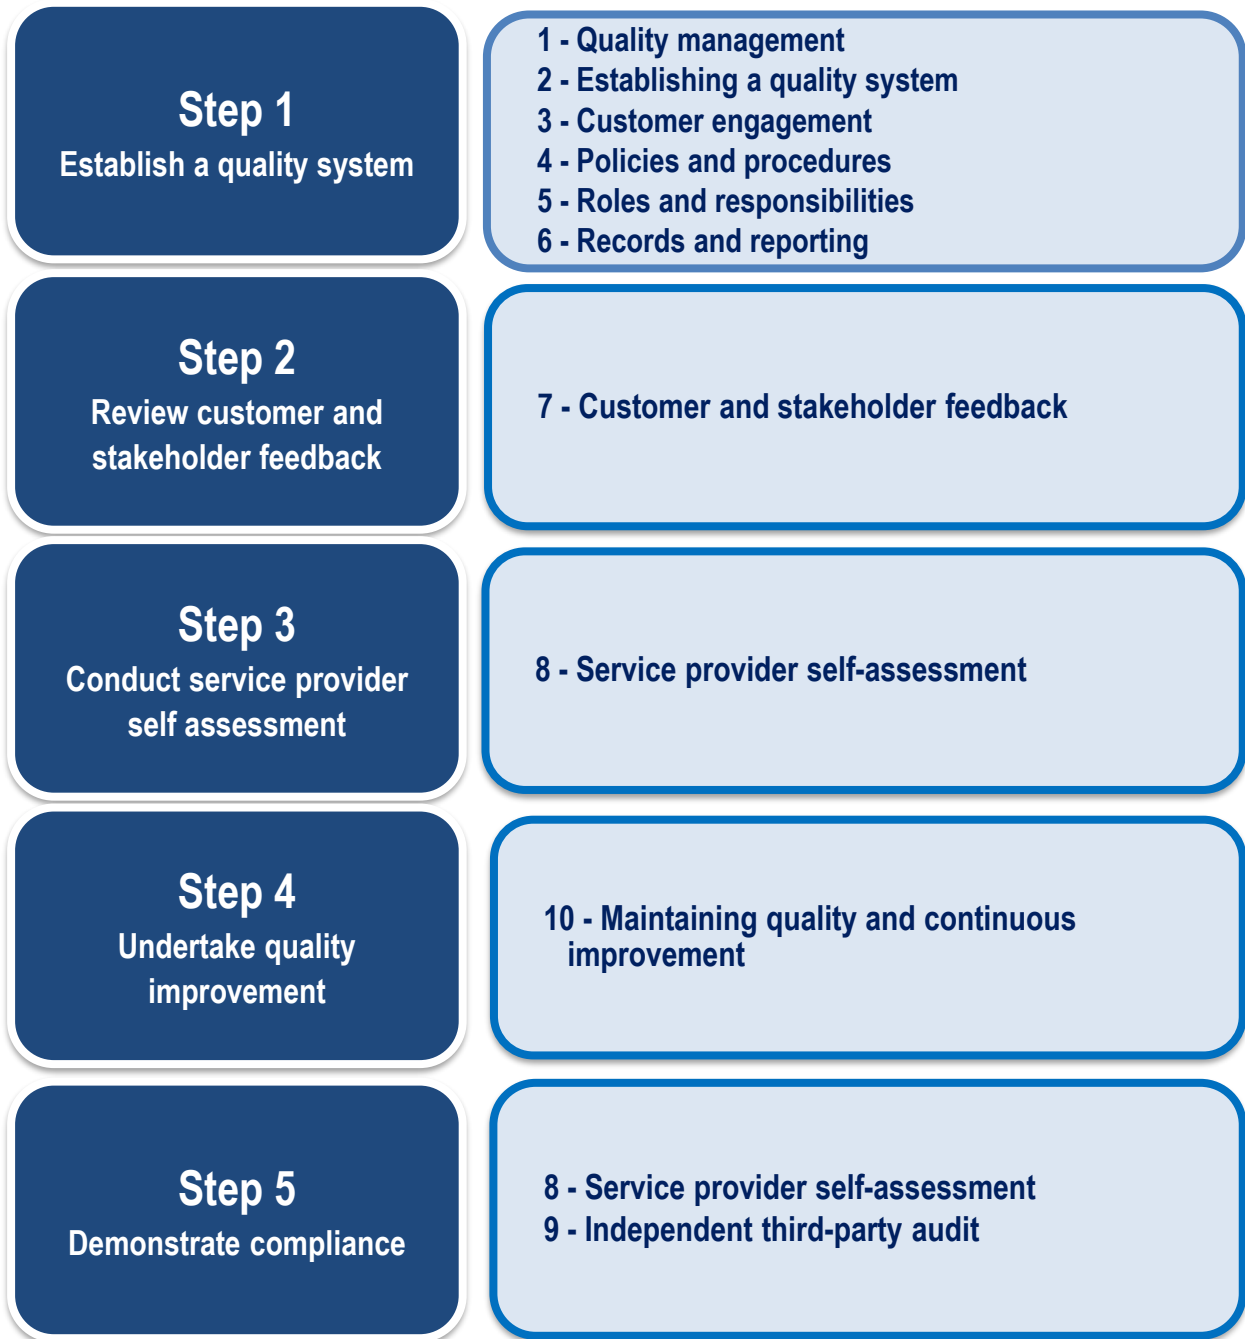 Step 1
Establish a quality system
1 - Quality management
2 - Establishing a quality system
3 - Customer engagement
4 - Policies and procedures
5 - Roles and responsibilities
6 - Records and reporting
Step 2
Review customer and
stakeholder feedback
7 - Customer and stakeholder feedback
Step 3
Conduct service provider
self assessment
8 - Service provider self-assessment
Step 4
Undertake quality
improvement
10 - Maintaining quality and continuous
improvement
Step 5
Demonstrate compliance
8 - Service provider self-assessment
9 - Independent third-party audit